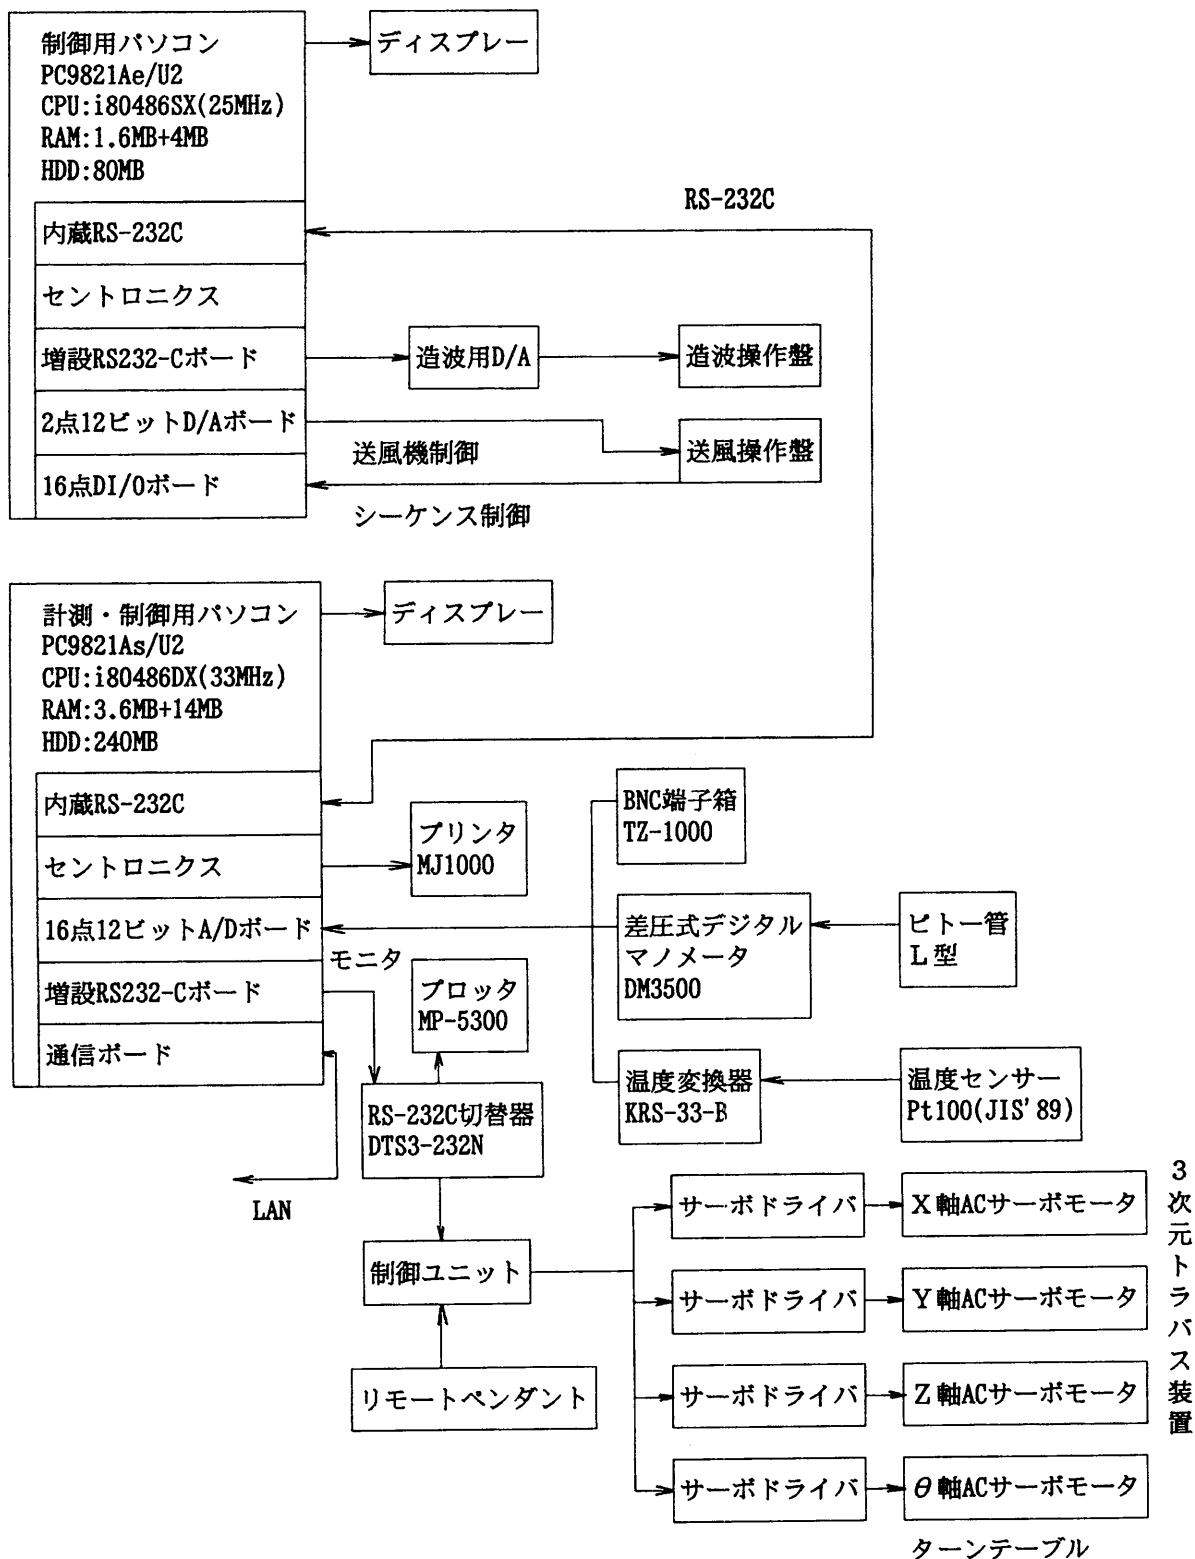 制御用パソコン
PC9821Ae/U2
CPU:i80486SX(25MHz)
RAM:1.6MB+4MB
HDD:80MB
ディスプレー
内蔵RS-232C
RS-232C
セントロニクス
増設RS232-Cボード
造波用D/A
造波操作盤
2点12ビットD/Aボード
送風機制御
送風操作盤
16点DI/Oボード
シーケンス制御
計測・制御用パソコン
PC9821As/U2
CPU:i80486DX(33MHz)
RAM:3.6MB+14MB
HDD:240MB
ディスプレー
内蔵RS-232C
セントロニクス
プリンタ
MJ1000
BNC端子箱
TZ-1000
16点12ビットA/Dボード
モニタ
差圧式デジタル
マノメータ
DM3500
ピトー管
L型
増設RS232-Cボード
プロッタ
MP-5300
通信ボード
温度変換器
KRS-33-B
温度センサー
Pt100(JIS'89)
RS-232C切替器
DTS3-232N
LAN
制御ユニット
リモートペンダント
サーボドライバ
X軸ACサーボモータ
サーボドライバ
Y軸ACサーボモータ
サーボドライバ
Z軸ACサーボモータ
サーボドライバ
θ軸ACサーボモータ
3次元トラバス装置
ターンテーブル